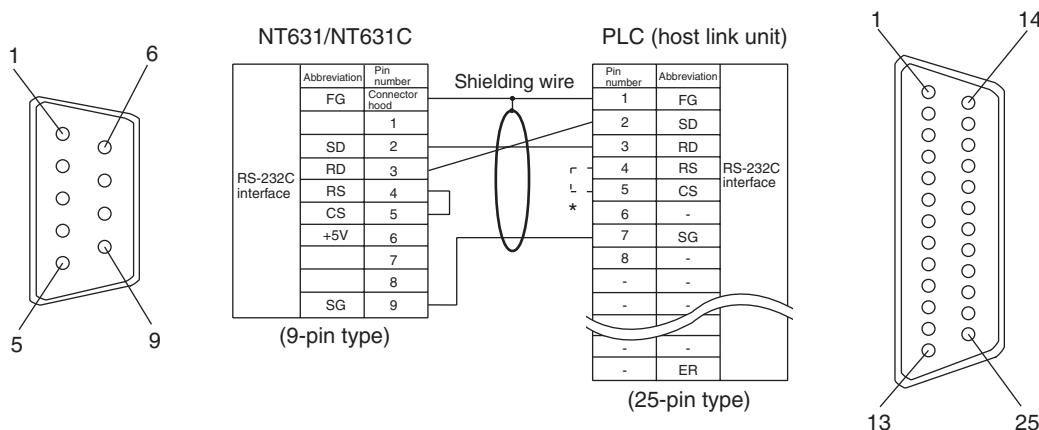 NT631/NT631C
PLC (host link unit)
1
6
5
9
Abbreviation Pin number
FG Connector hood
1
SD 2
RD 3
RS 4
CS 5
+5V 6
7
8
SG 9
RS-232C interface
(9-pin type)
Shielding wire
*
Pin number Abbreviation
1 FG
2 SD
3 RD
4 RS
5 CS
6 -
7 SG
8 -
- -
- -
-
- -
- ER
RS-232C interface
(25-pin type)
1
14
13
25